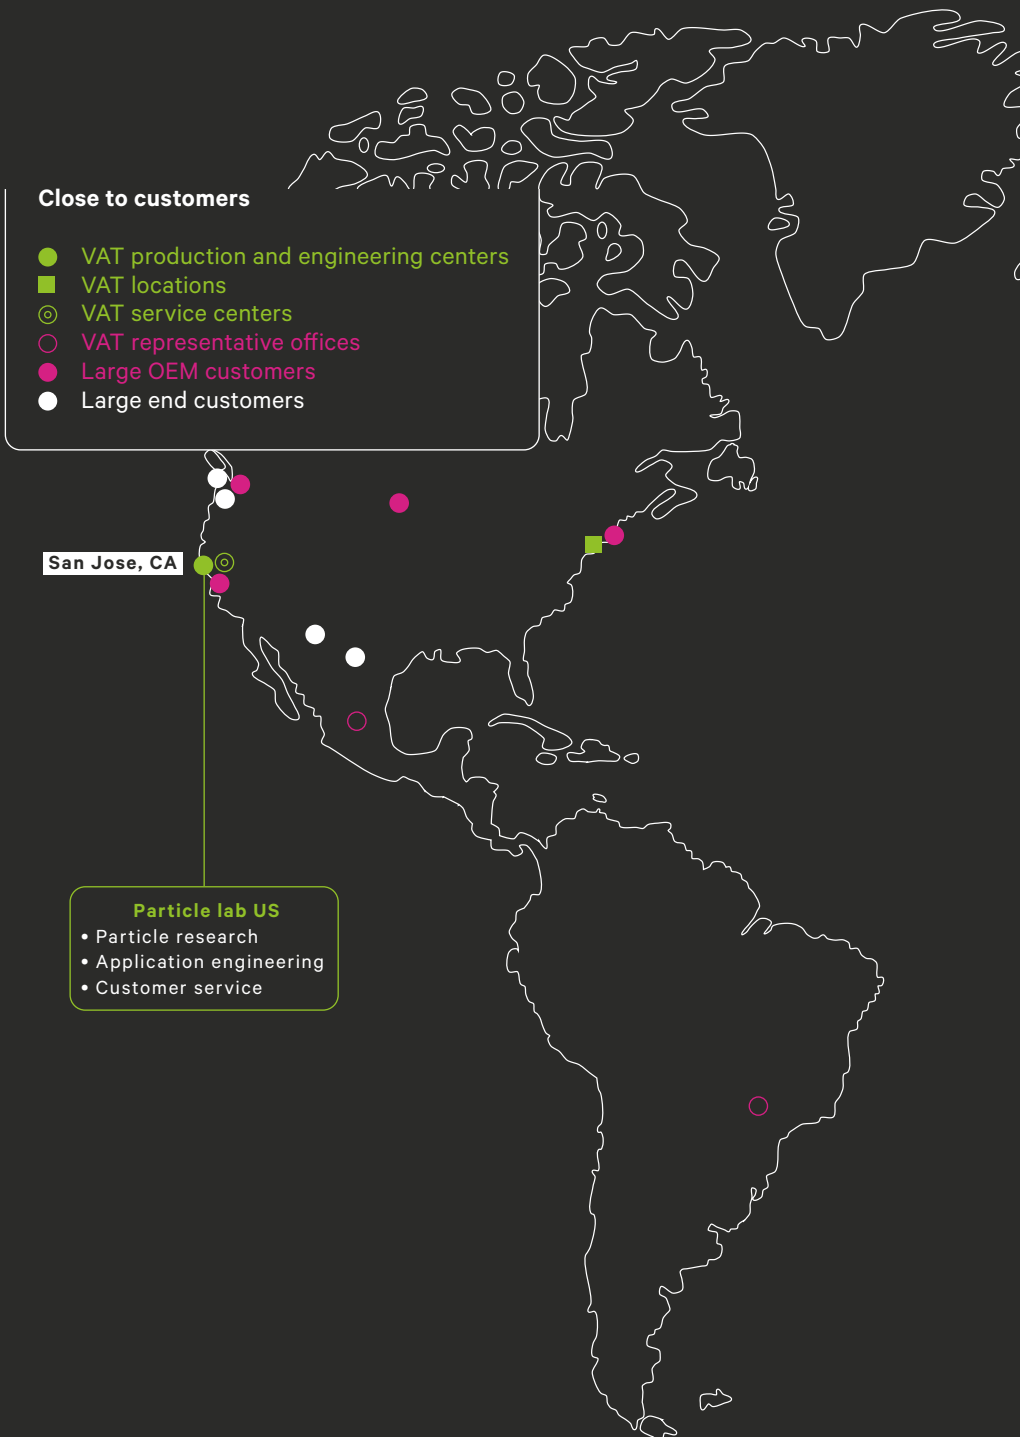 Close to customers
VAT production and engineering centers
VAT locations
VAT service centers
VAT representative offices
Large OEM customers
Large end customers
San Jose, CA
Particle lab US
• Particle research
• Application engineering
• Customer service